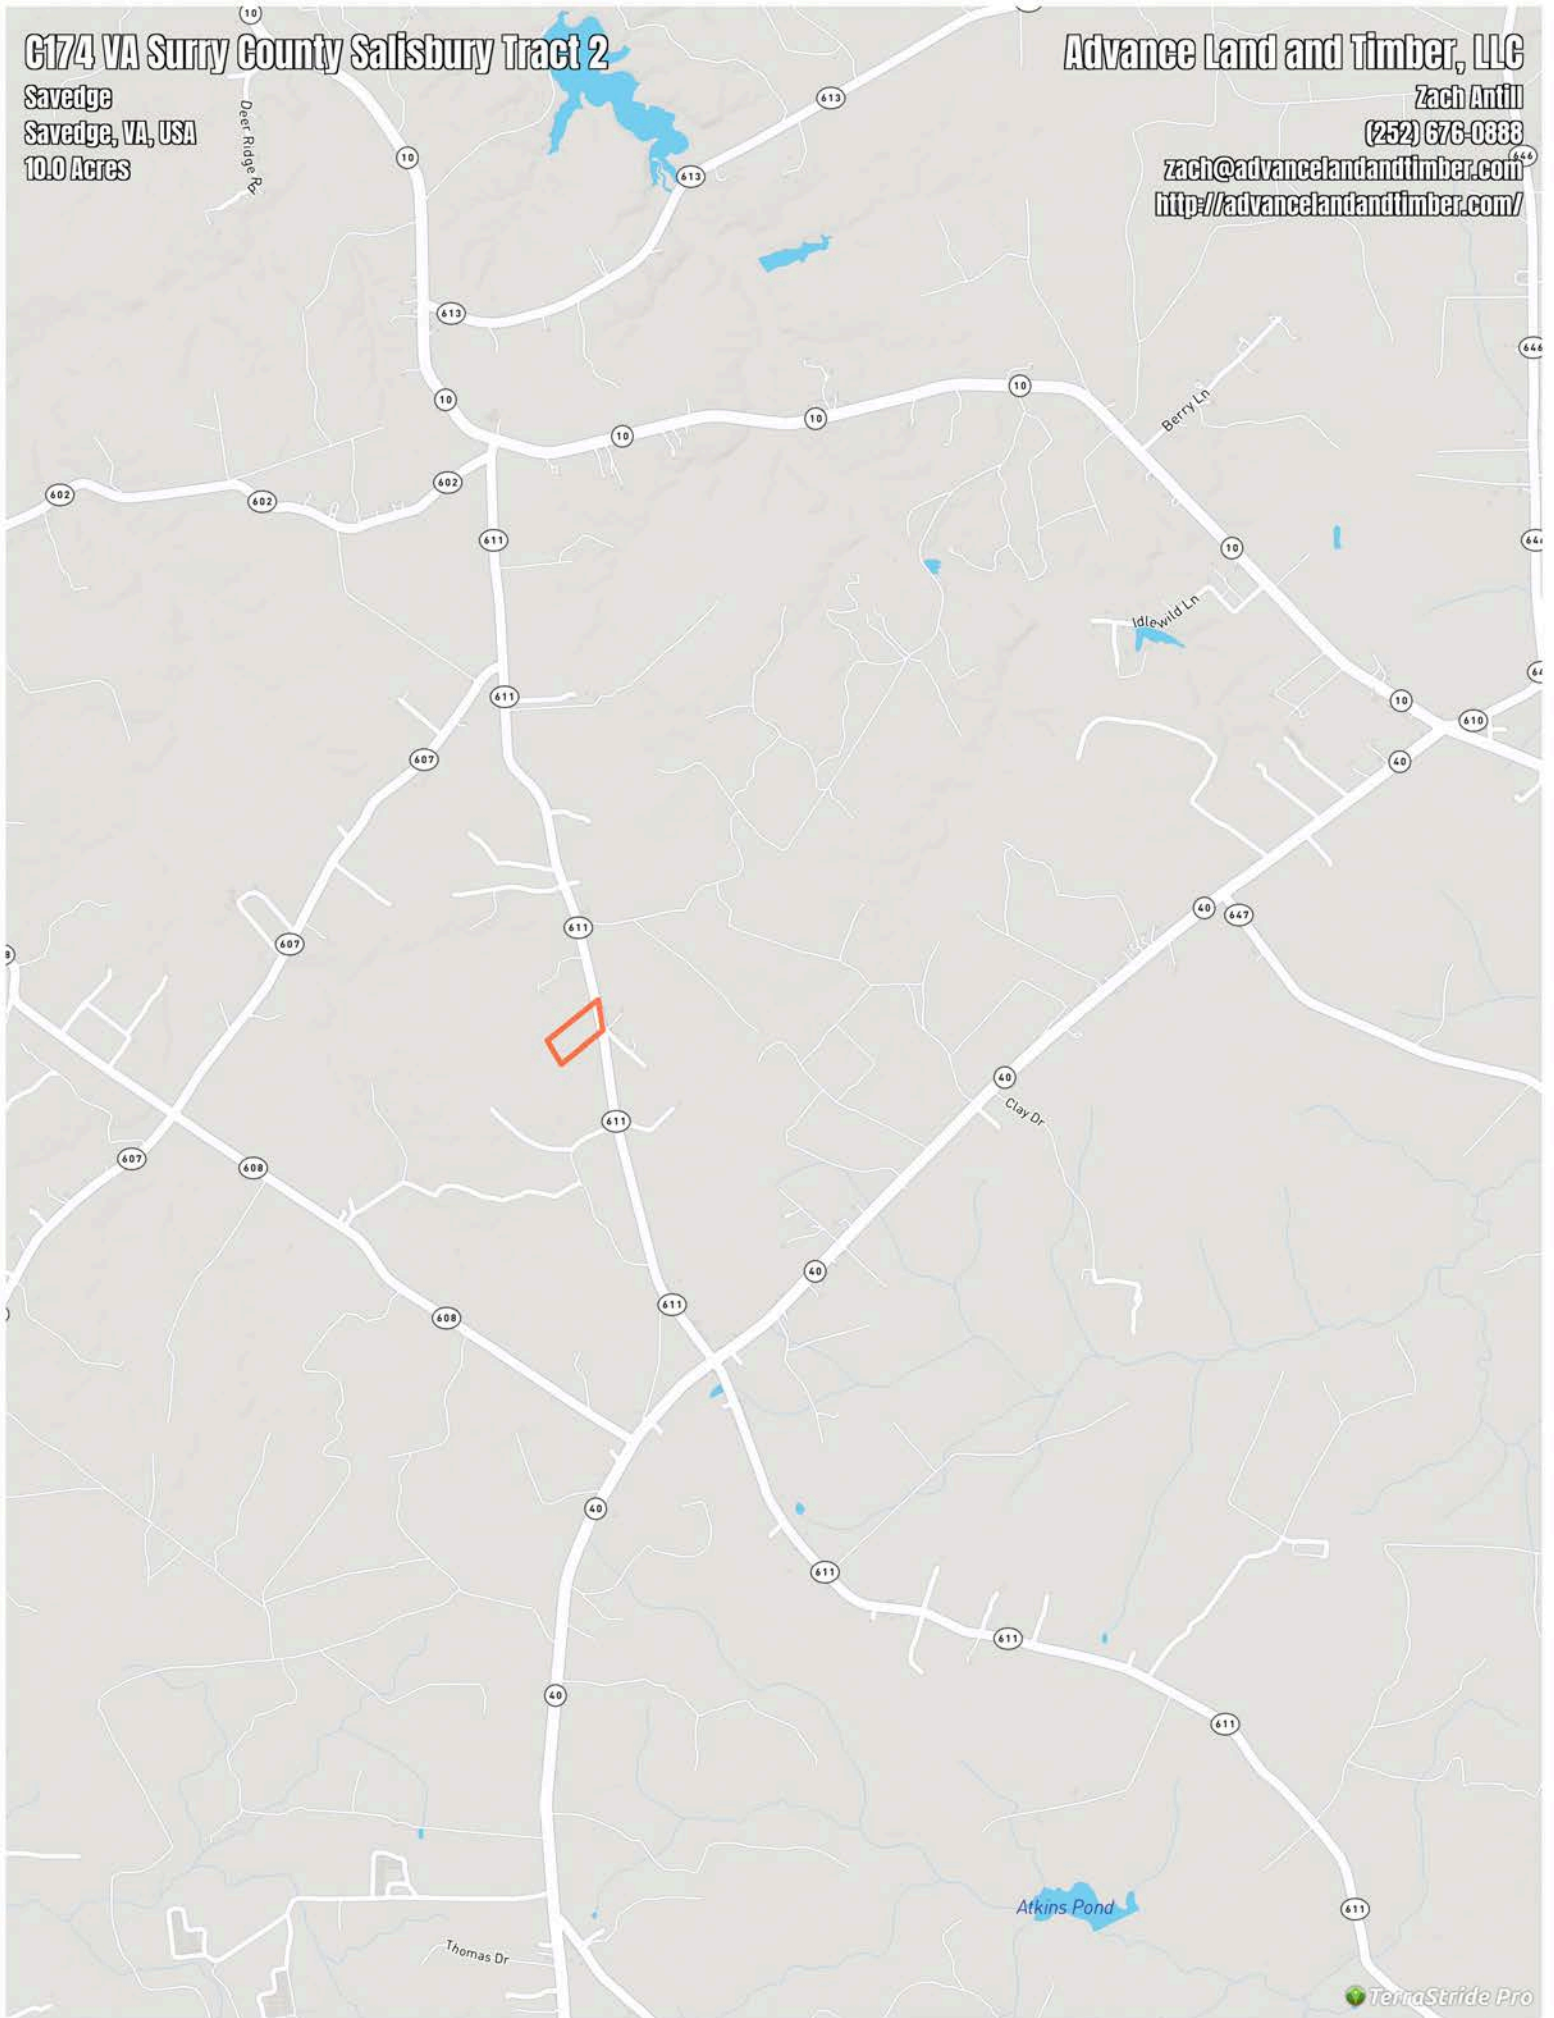 C174 VA Surry County Salisbury Tract 2
Savedge
Savedge, VA, USA
10.0 Acres
Advance Land and Timber, LLC
Zach Antill
(252) 676-0888
zach@advancelandandtimber.com
http://advancelandandtimber.com/
10
Deer Ridge Rd
613
10
646
613
613
646
10
10
10
10
Berry Ln
602
602
602
611
10
Idlewild Ln
611
10
610
607
40
40
647
611
607
40
Clay Dr
611
607
608
40
611
608
40
611
611
40
611
Atkins Pond
611
Thomas Dr
TerraStride Pro